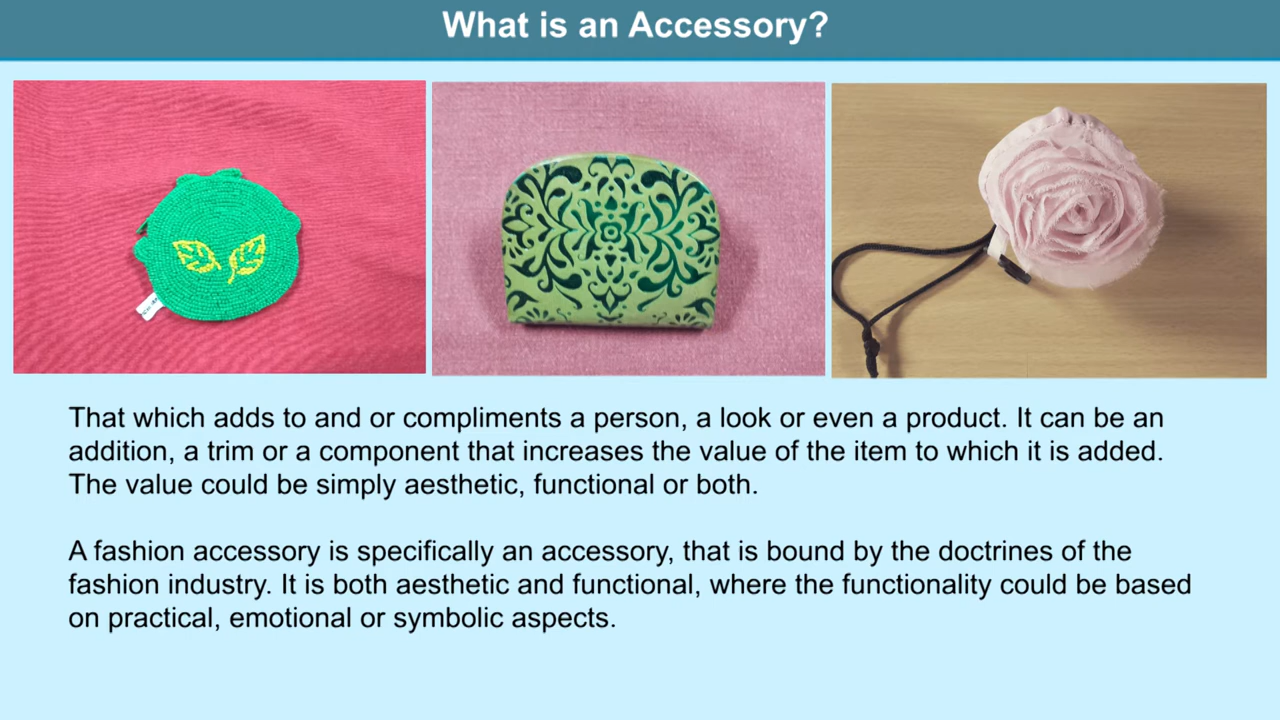 What is an Accessory?
That which adds to and or compliments a person, a look or even a product. It can be an
addition, a trim or a component that increases the value of the item to which it is added.
The value could be simply aesthetic, functional or both.
A fashion accessory is specifically an accessory, that is bound by the doctrines of the
fashion industry. It is both aesthetic and functional, where the functionality could be based
on practical, emotional or symbolic aspects.